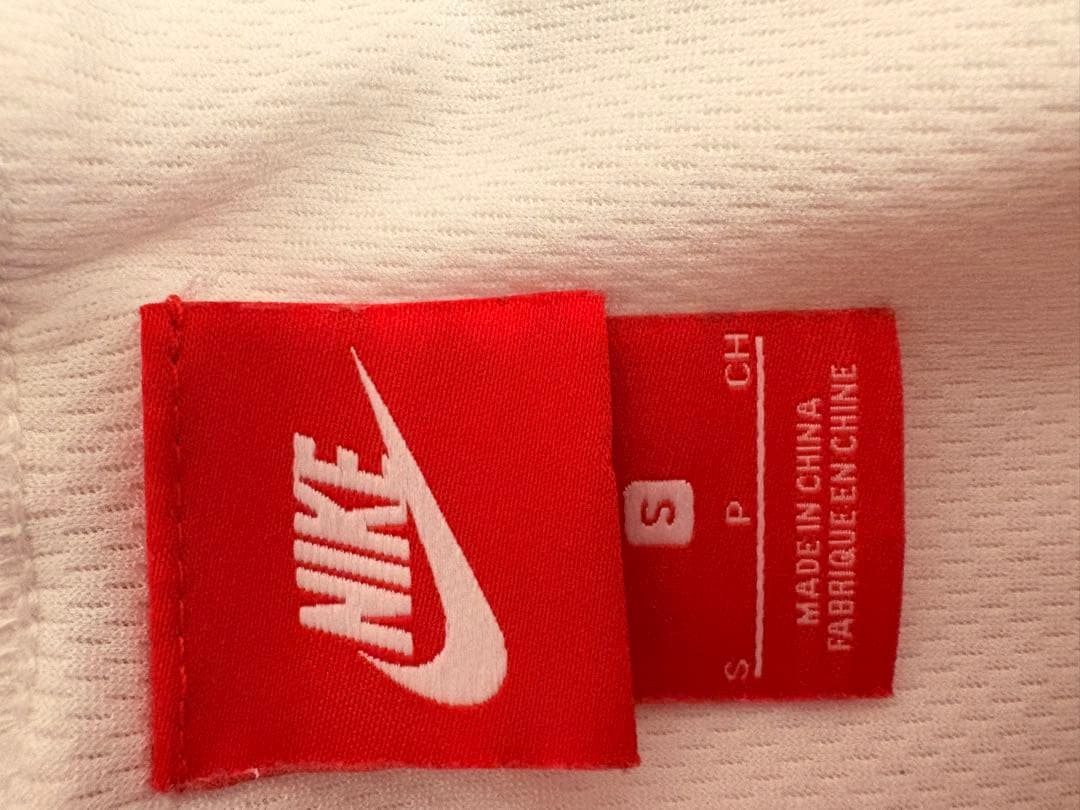 NIKE
S
S P CH
MADE IN CHINA
FABRIQUE EN CHINE